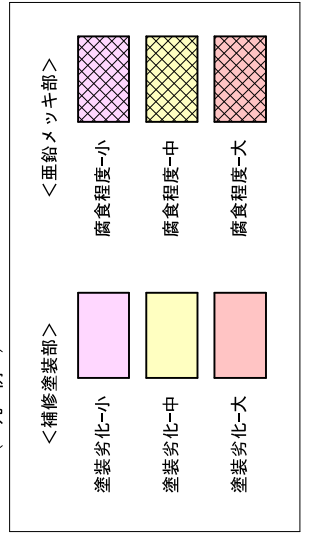 ＜補修塗装部＞
塗装劣化-小
塗装劣化-中
塗装劣化-大
＜亜鉛メッキ部＞
腐食程度-小
腐食程度-中
腐食程度-大